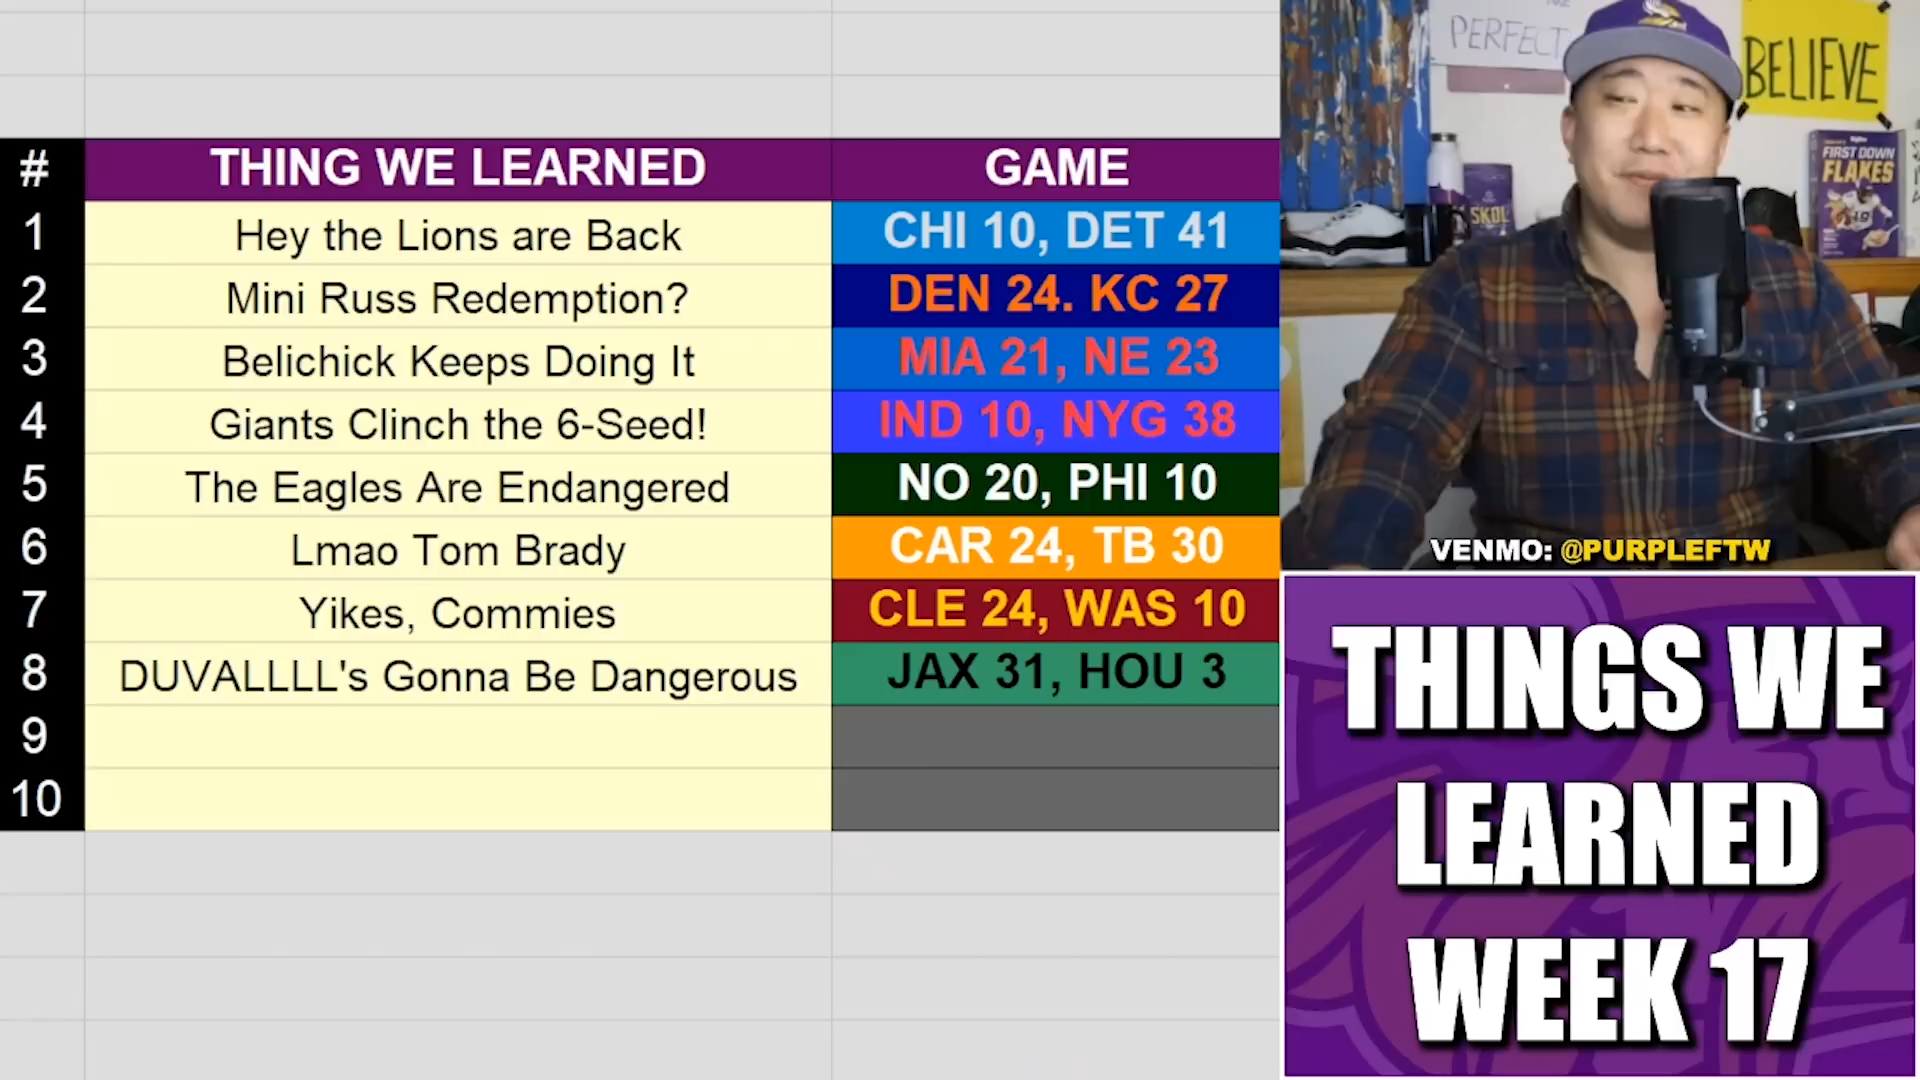 # THING WE LEARNED GAME
1 Hey the Lions are Back CHI 10, DET 41
2 Mini Russ Redemption? DEN 24. KC 27
3 Belichick Keeps Doing It MIA 21, NE 23
4 Giants Clinch the 6-Seed! IND 10, NYG 38
5 The Eagles Are Endangered NO 20, PHI 10
6 Lmao Tom Brady CAR 24, TB 30
7 Yikes, Commies CLE 24, WAS 10
8 DUVALLLL's Gonna Be Dangerous JAX 31, HOU 3
9
10
PERFECT
BELIEVE
FIRST DOWN
FLAKES
SKOL
VENMO: @PURPLEFTW
THINGS WE
LEARNED
WEEK 17